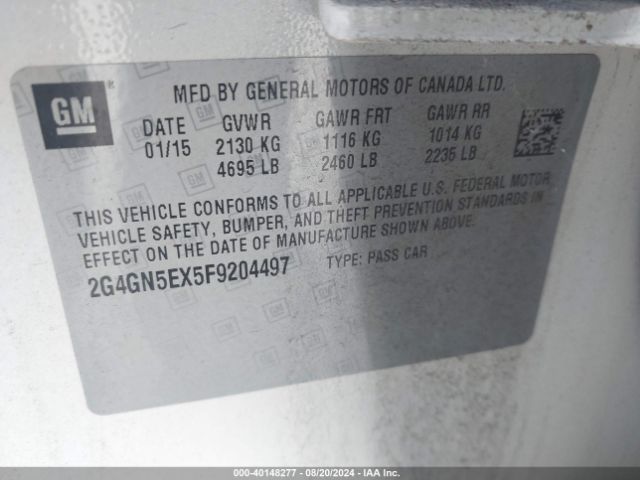 GM
MFD BY GENERAL MOTORS OF CANADA LTD.
DATE GVWR GAWR FRT GAWR RR
01/15 2130 KG 1116 KG 1014 KG
4695 LB 2460 LB 2235 LB
THIS VEHICLE CONFORMS TO ALL APPLICABLE U.S. FEDERAL MOTOR
VEHICLE SAFETY, BUMPER, AND THEFT PREVENTION STANDARDS IN
EFFECT ON THE DATE OF MANUFACTURE SHOWN ABOVE.
2G4GN5EX5F9204497 TYPE: PASS CAR
000-40148277 - 08/20/2024 - IAA Inc.